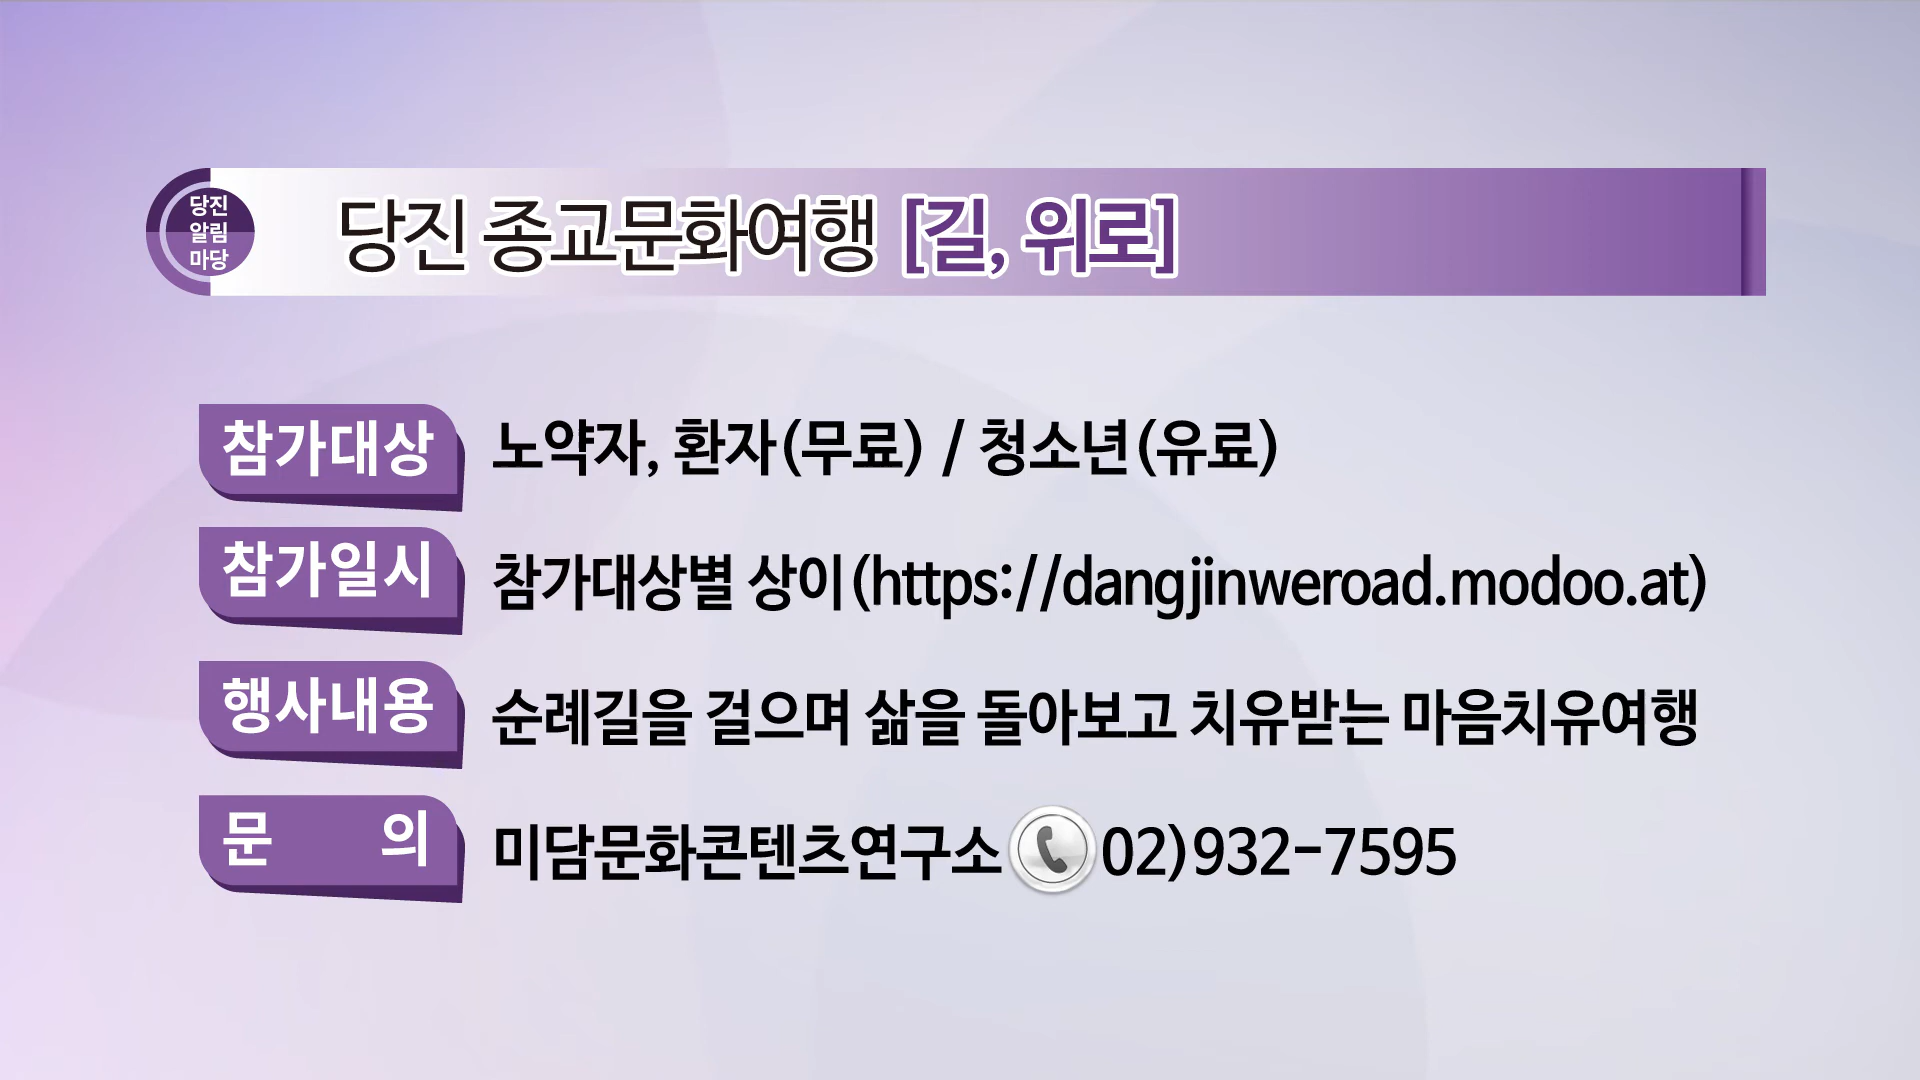 당진
알림
마당
당진 종교문화여행 [길, 위로]
참가대상 노약자, 환자(무료) / 청소년(유료)
참가일시 참가대상별 상이(https://dangjinweroad.modoo.at)
행사내용 순례길을 걸으며 삶을 돌아보고 치유받는 마음치유여행
문 의 미담문화콘텐츠연구소 02)932-7595